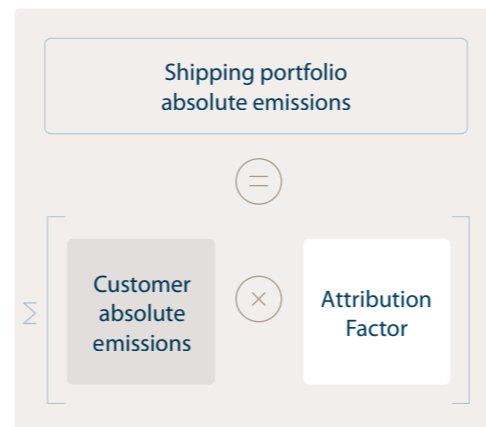 Shipping portfolio
absolute emissions
=
Σ
Customer
absolute
emissions
×
Attribution
Factor